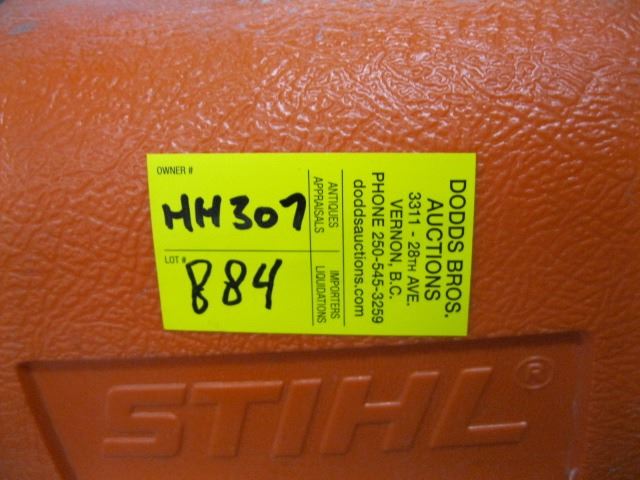 OWNER #
HH307
LOT #
884
ANTIQUES
APPRAISALS
IMPORTERS
LIQUIDATIONS
DODDS BROS.
AUCTIONS
3311 - 28TH AVE.
VERNON, B.C.
PHONE 250-545-3259
doddsauctions.com
STIHL®